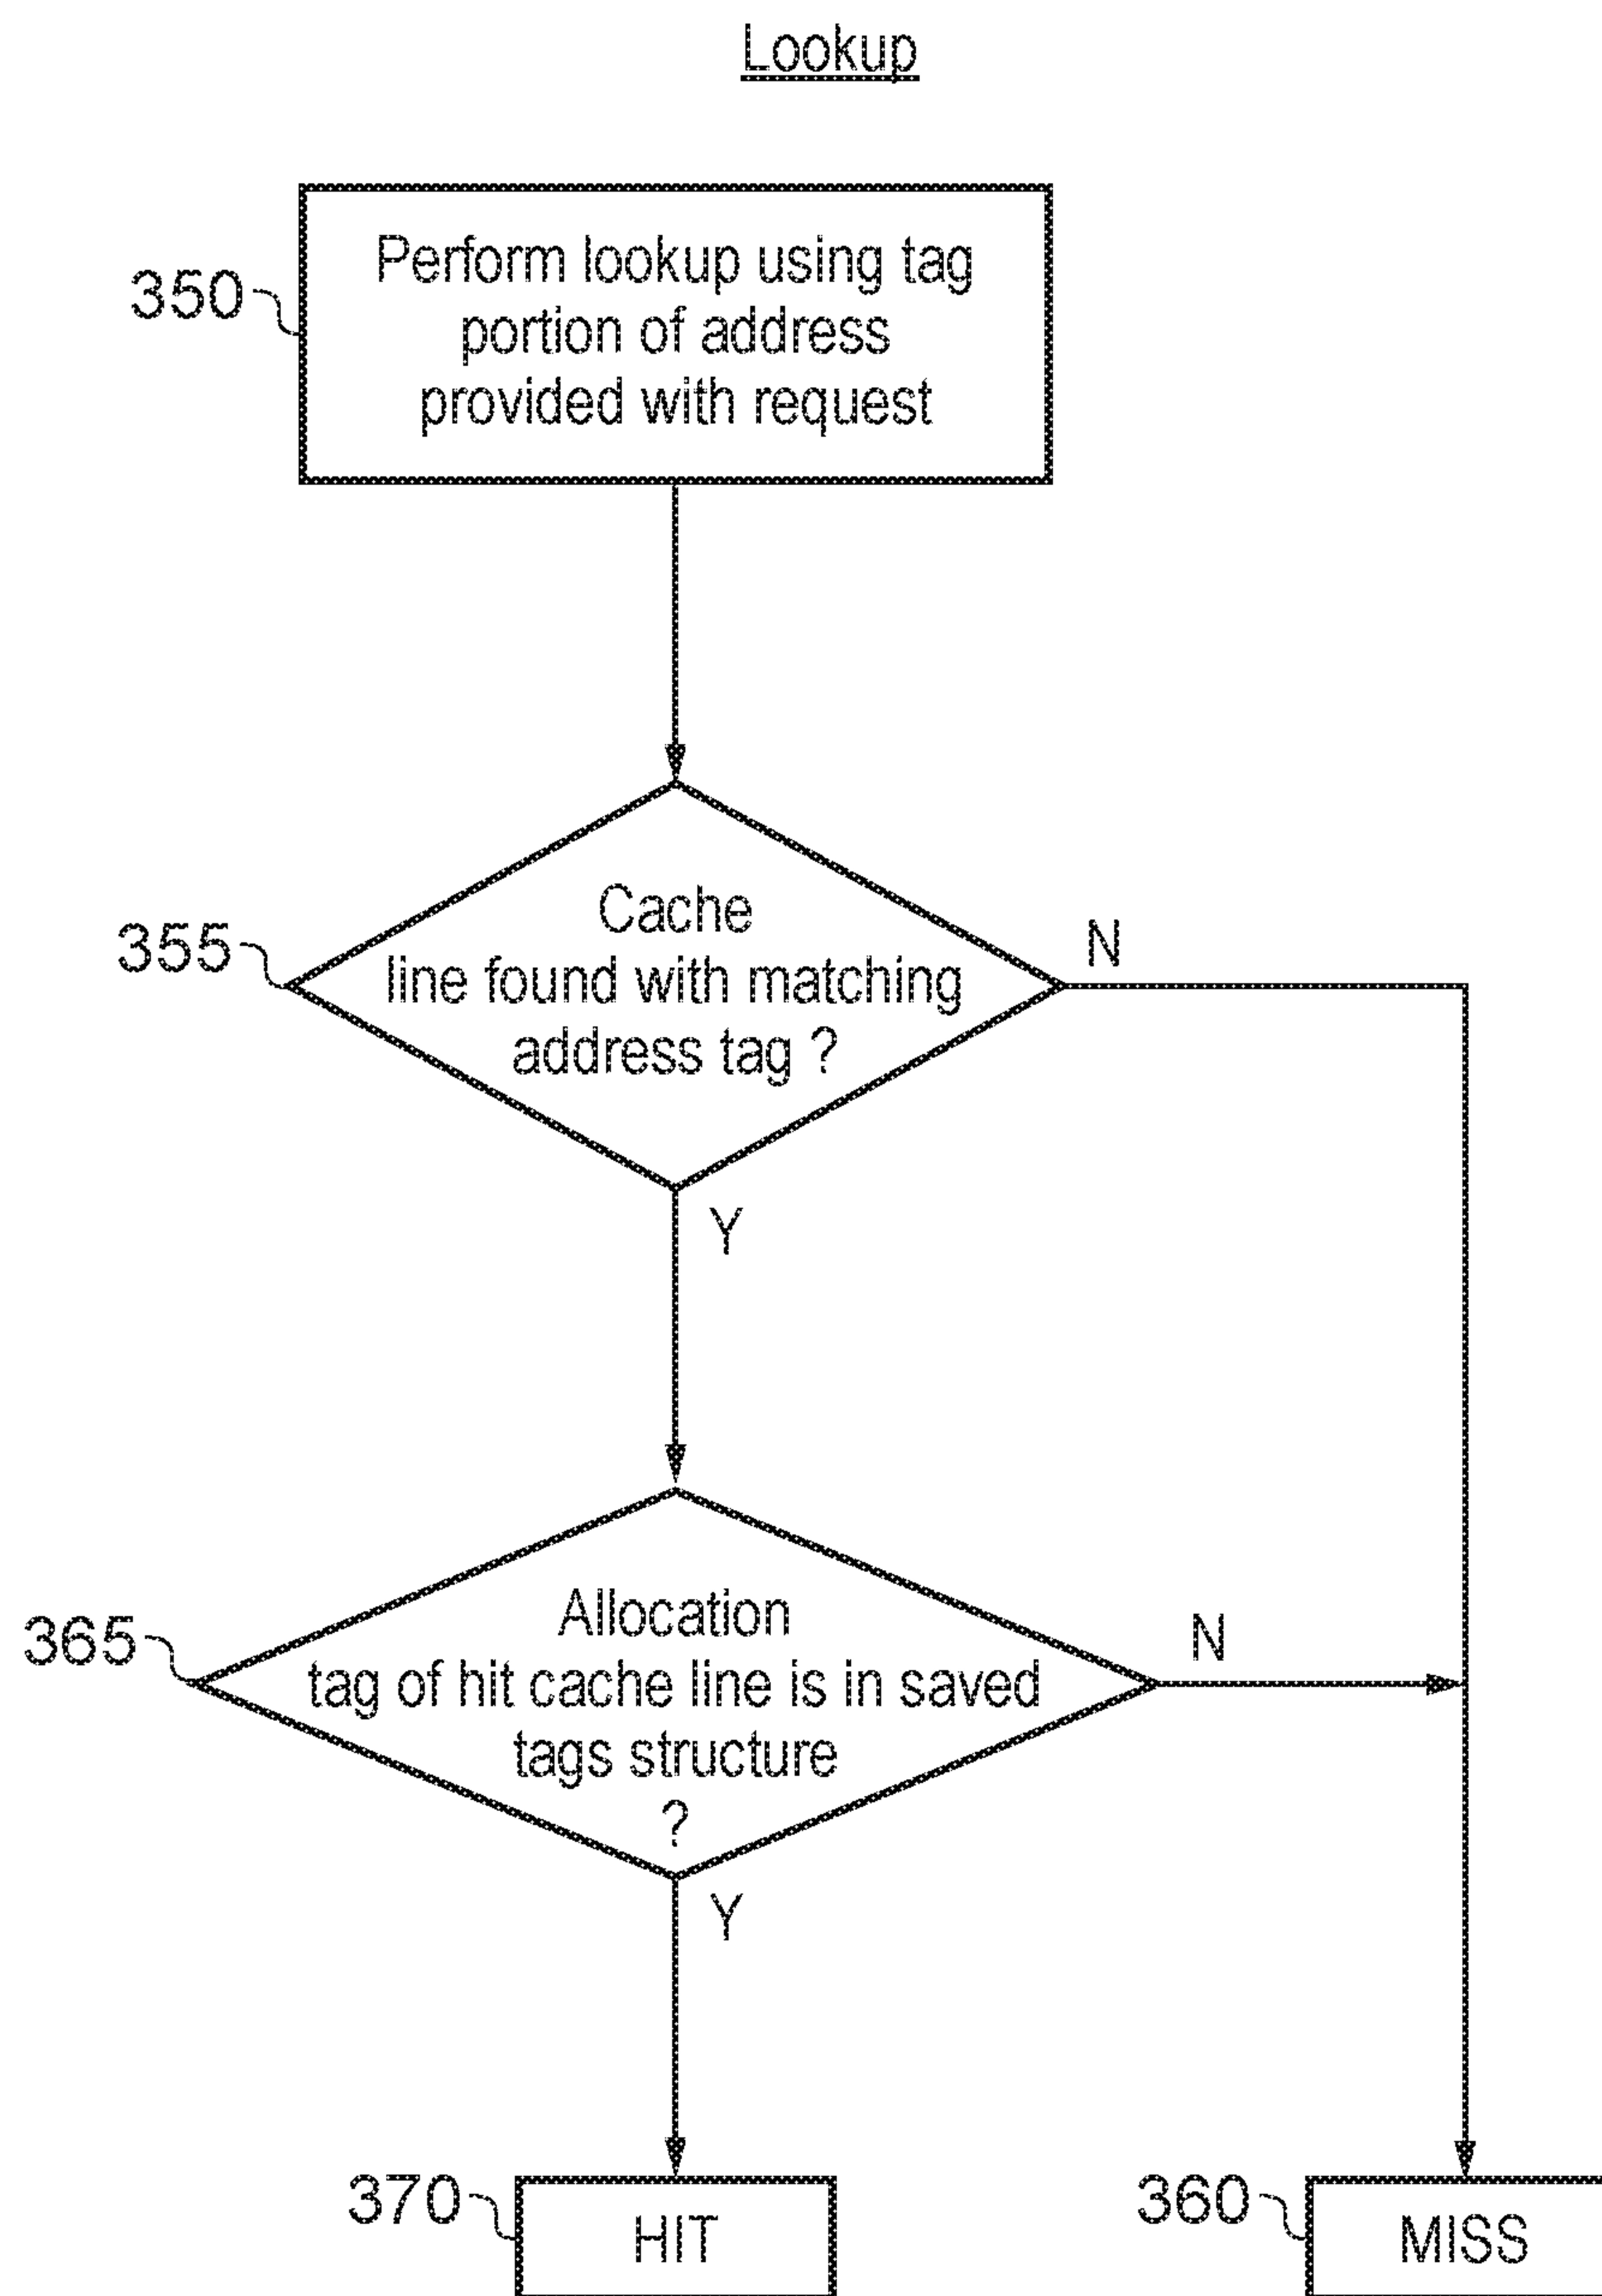 Lookup
350
Perform lookup using tag
portion of address
provided with request
355
Cache
line found with matching
address tag ?
N
Y
365
Allocation
tag of hit cache line is in saved
tags structure
?
N
Y
370
HIT
360
MISS